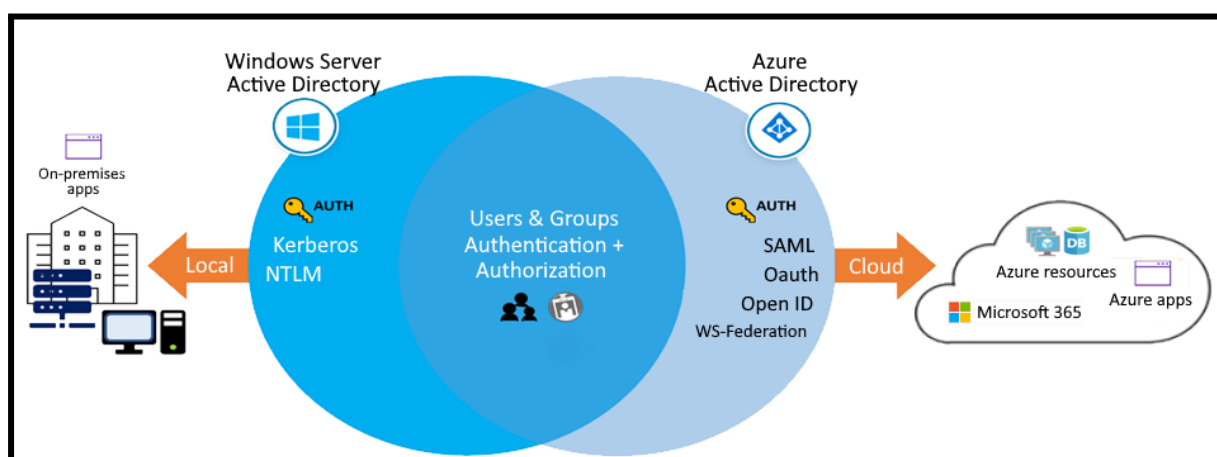 Windows Server
Active Directory
Azure
Active Directory
On-premises
apps
AUTH
Kerberos
NTLM
Local
Users & Groups
Authentication +
Authorization
AUTH
SAML
Oauth
Open ID
WS-Federation
Cloud
DB
Azure resources
Azure apps
Microsoft 365